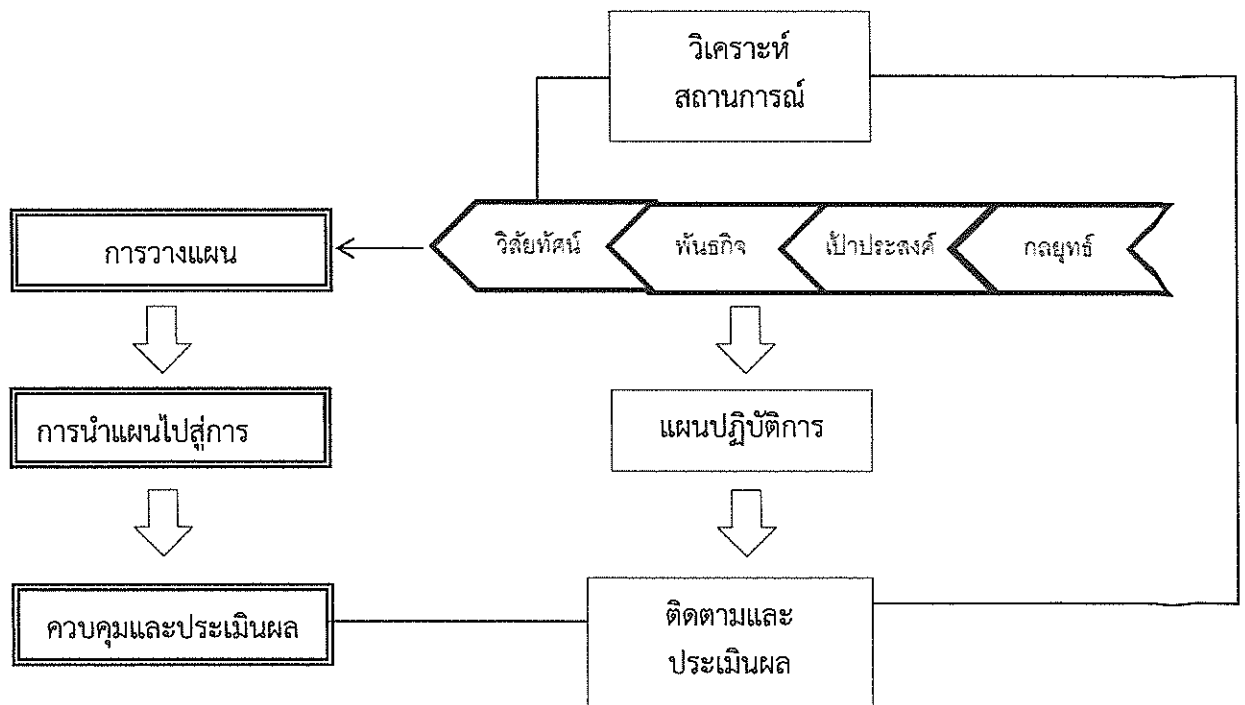 วิเคราะห์
สถานการณ์
การวางแผน
วิสัยทัศน์
พันธกิจ
เป้าประสงค์
กลยุทธ์
การนำแผนไปสู่การ
แผนปฏิบัติการ
ควบคุมและประเมินผล
ติดตามและ
ประเมินผล